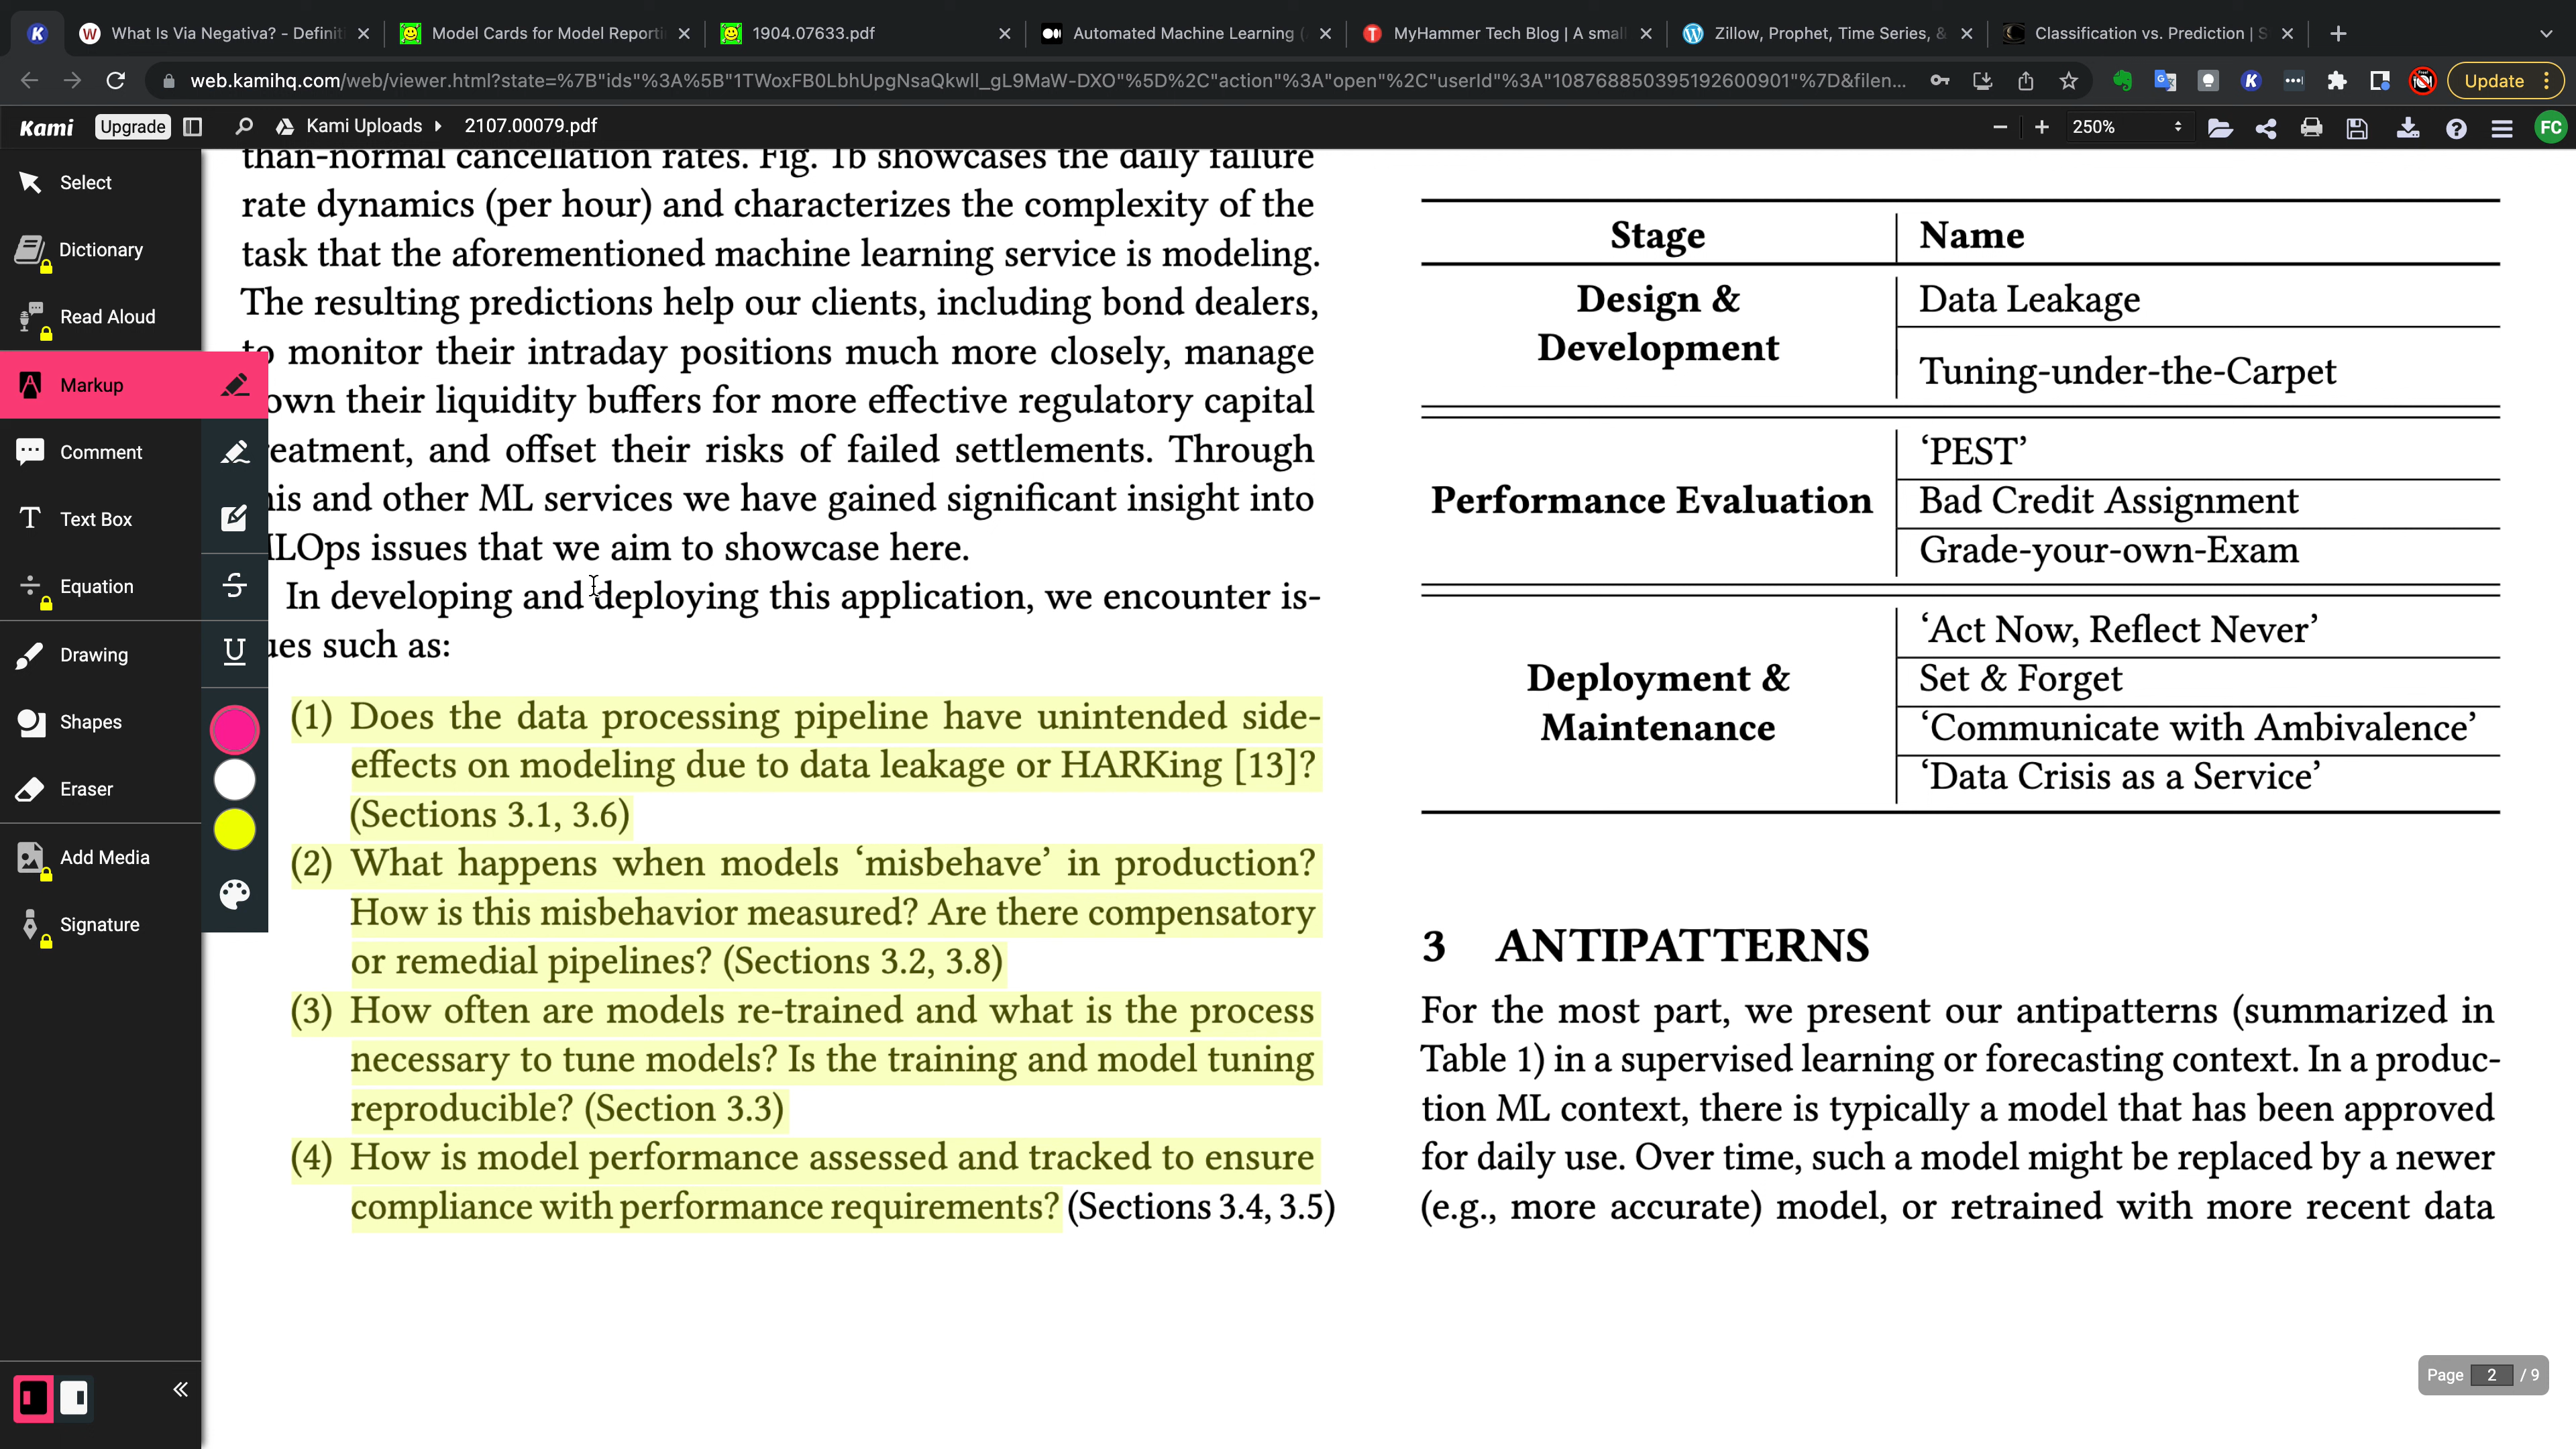 What Is Via Negativa? - Definiti
Model Cards for Model Reporti
1904.07633.pdf
Automated Machine Learning (
MyHammer Tech Blog | A smal
Zillow, Prophet, Time Series, &
Classification vs. Prediction | S
web.kamihq.com/web/viewer.html?state=%7B"ids"%3A%5B"1TWoxFB0LbhUpgNsaQkwll_gL9MaW-DXO"%5D%2C"action"%3A"open"%2C"userId"%3A"108768850395192600901"%7D&filen...
Update
Kami
Upgrade
Kami Uploads
2107.00079.pdf
250%
FC
Select
Dictionary
Read Aloud
Markup
Comment
Text Box
Equation
Drawing
Shapes
Eraser
Add Media
Signature
than-normal cancellation rates. Fig. 1b showcases the daily failure
rate dynamics (per hour) and characterizes the complexity of the
task that the aforementioned machine learning service is modeling.
The resulting predictions help our clients, including bond dealers,
to monitor their intraday positions much more closely, manage
own their liquidity buffers for more effective regulatory capital
reatment, and offset their risks of failed settlements. Through
his and other ML services we have gained significant insight into
MLOps issues that we aim to showcase here.
In developing and deploying this application, we encounter is-
ues such as:
(1) Does the data processing pipeline have unintended side-
effects on modeling due to data leakage or HARKing [13]?
(Sections 3.1, 3.6)
(2) What happens when models ‘misbehave’ in production?
How is this misbehavior measured? Are there compensatory
or remedial pipelines? (Sections 3.2, 3.8)
(3) How often are models re-trained and what is the process
necessary to tune models? Is the training and model tuning
reproducible? (Section 3.3)
(4) How is model performance assessed and tracked to ensure
compliance with performance requirements? (Sections 3.4, 3.5)
Stage Name
Design & Development
Data Leakage
Tuning-under-the-Carpet
Performance Evaluation
‘PEST’
Bad Credit Assignment
Grade-your-own-Exam
Deployment & Maintenance
‘Act Now, Reflect Never’
Set & Forget
‘Communicate with Ambivalence’
‘Data Crisis as a Service’
3 ANTIPATTERNS
For the most part, we present our antipatterns (summarized in
Table 1) in a supervised learning or forecasting context. In a produc-
tion ML context, there is typically a model that has been approved
for daily use. Over time, such a model might be replaced by a newer
(e.g., more accurate) model, or retrained with more recent data
Page 2 / 9